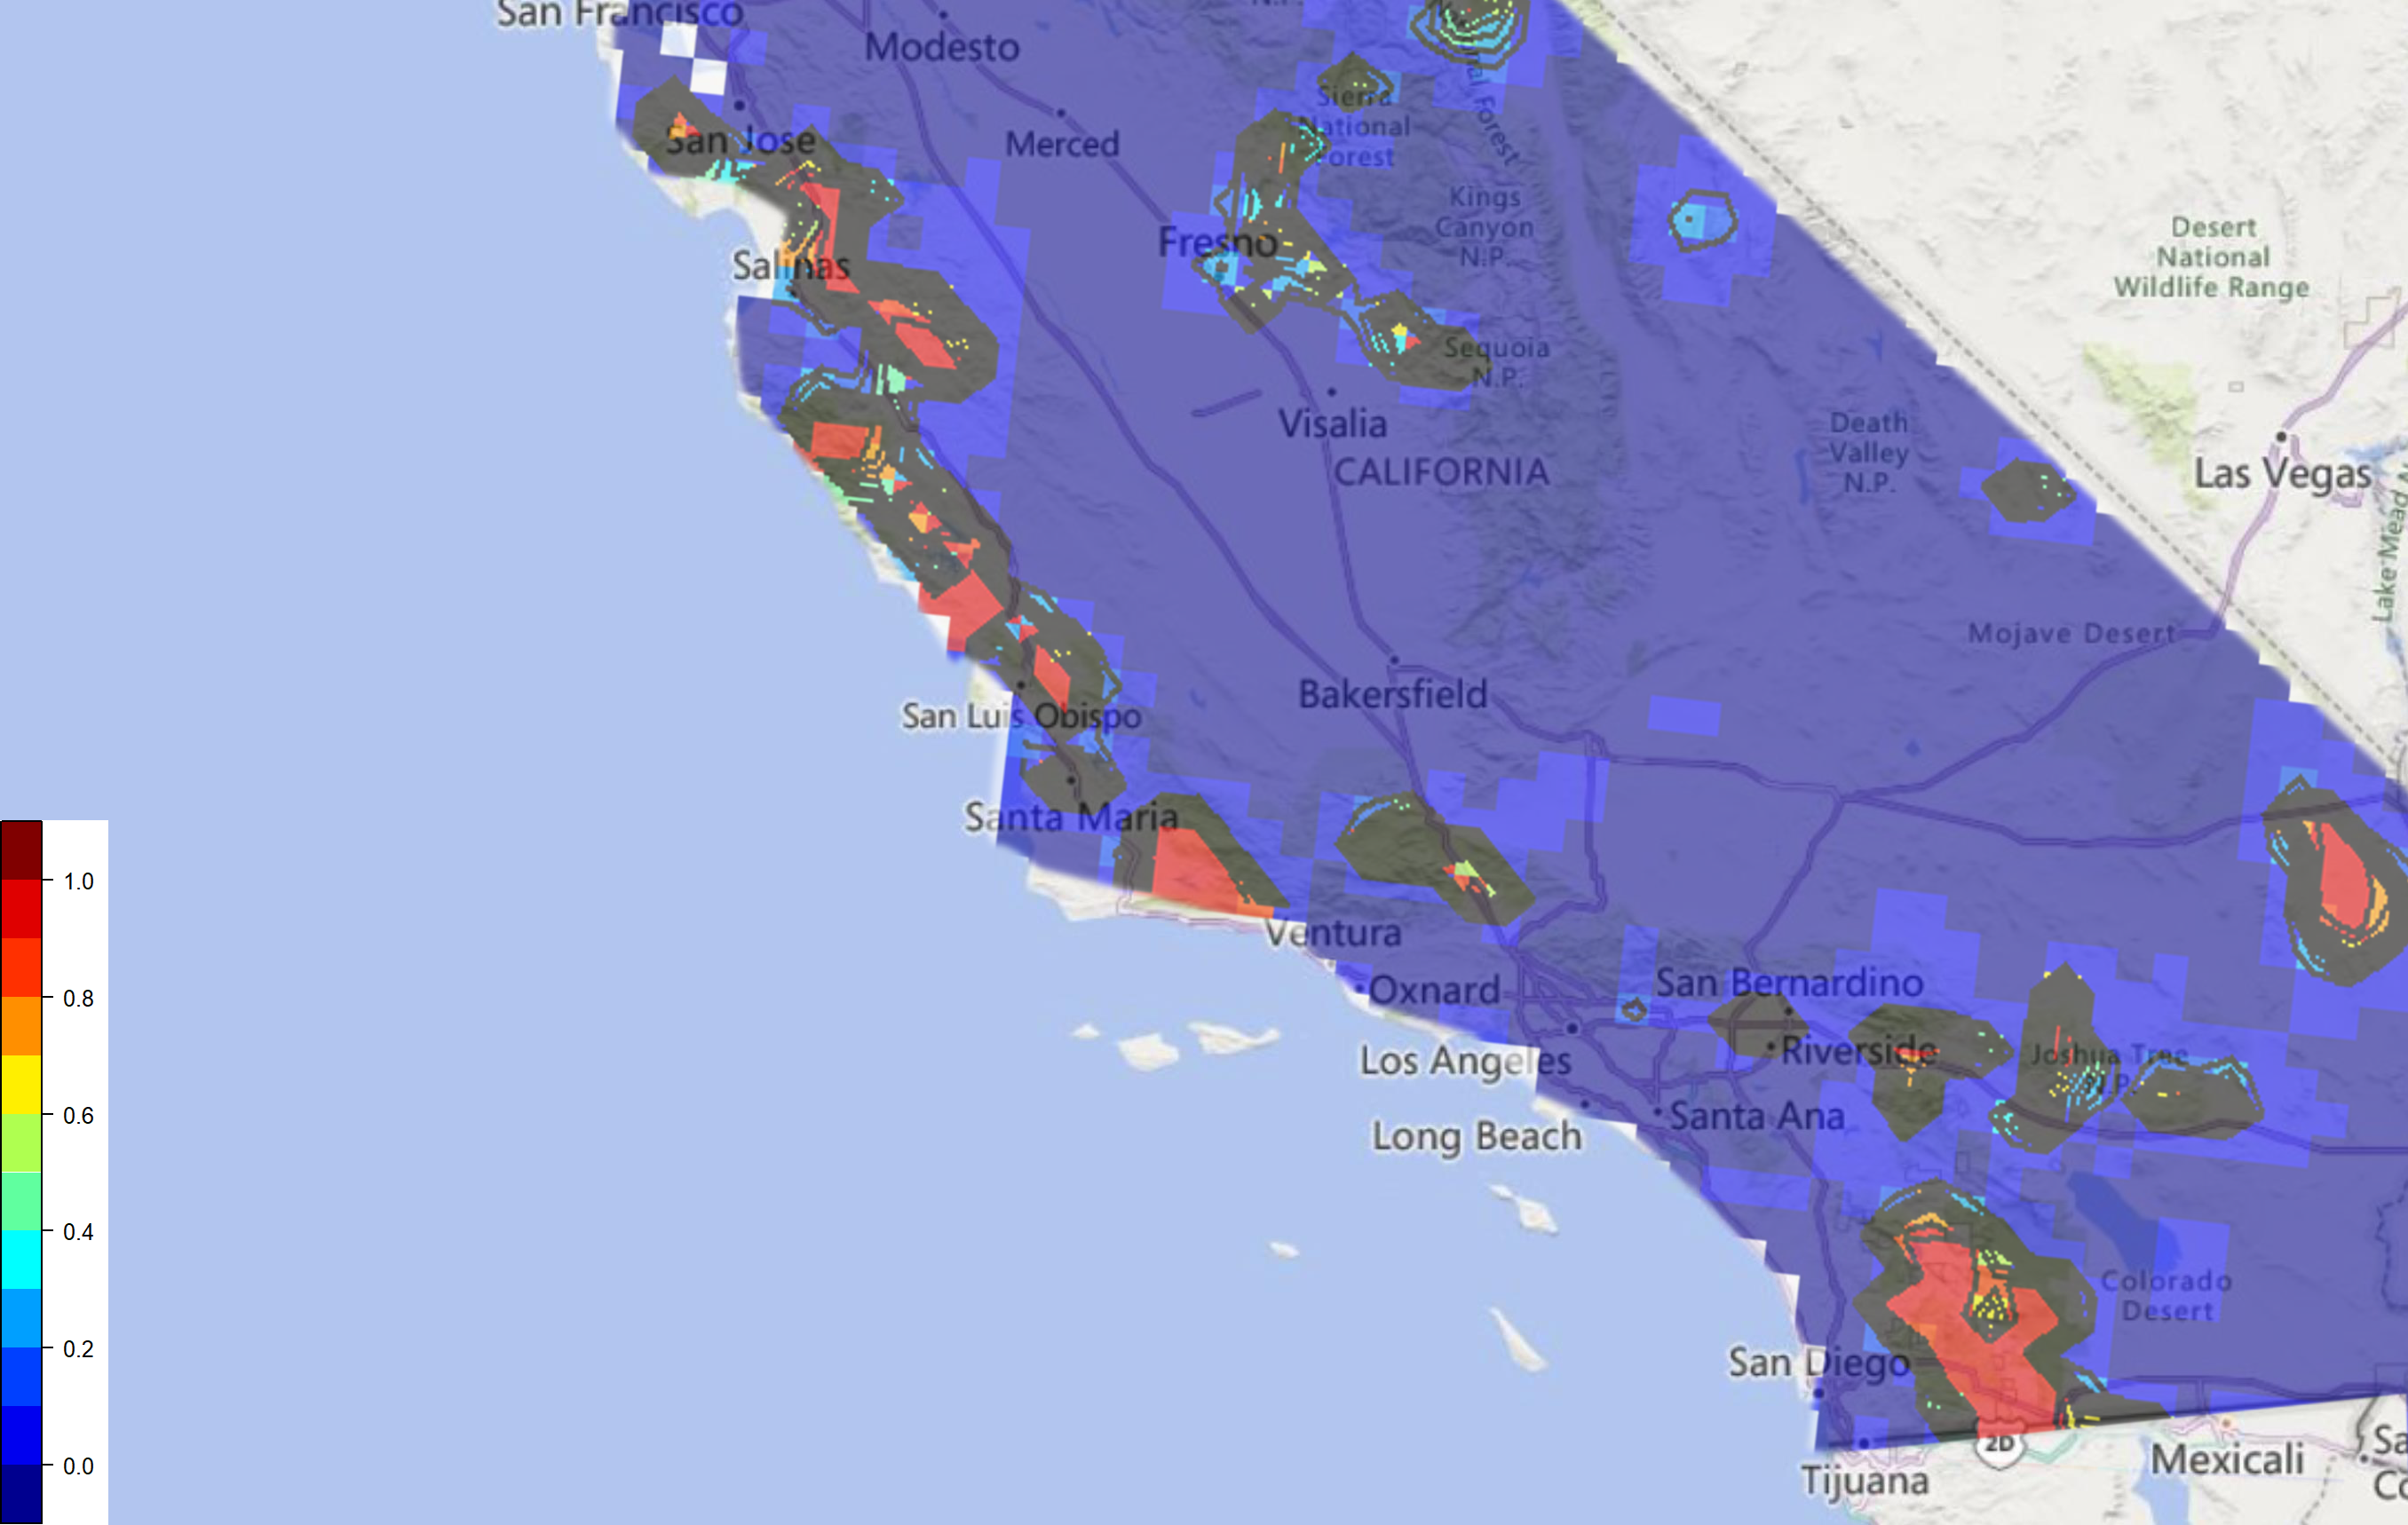 San Francisco
Modesto
Sierra
National
Forest
Forest
San Jose
Merced
Kings
Canyon
N.P.
Desert
National
Wildlife Range
Fresno
Salinas
Sequoia
N.P.
Visalia
Death
Valley
N.P.
CALIFORNIA
Las Vegas
Lake Mead
Mojave Desert
Bakersfield
San Luis Obispo
Santa Maria
Ventura
Oxnard
San Bernardino
Los Angeles
Riverside
Joshua Tree
N.P.
Santa Ana
Long Beach
Colorado
Desert
San Diego
2D
Tijuana
Mexicali
1.0
0.8
0.6
0.4
0.2
0.0